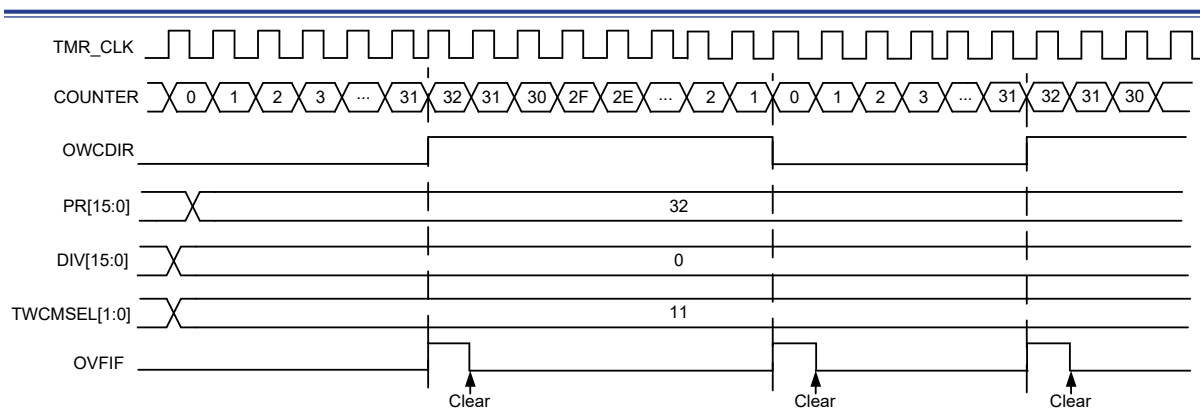 TMR_CLK
COUNTER 0 1 2 3 ... 31 32 31 30 2F 2E ... 2 1 0 1 2 3 ... 31 32 31 30
OWCDIR
PR[15:0] 32
DIV[15:0] 0
TWCMSEL[1:0] 11
OVFIF
Clear Clear Clear